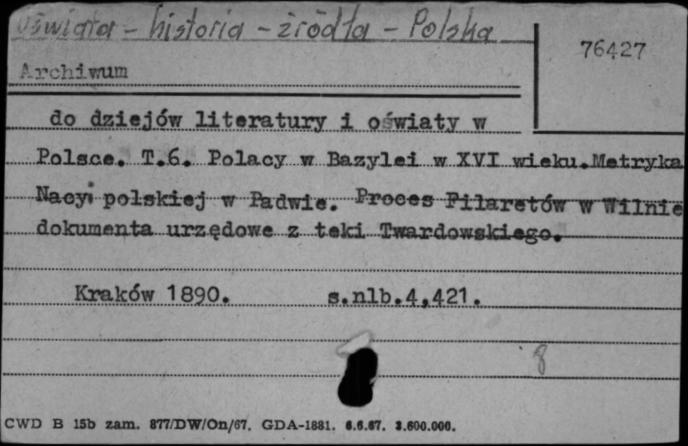 Oświata - historia - źródła - Polska
76427
Archiwum
do dziejów literatury i oświaty w
Polsce. T.6. Polacy w Bazylei w XVI wieku. Metryka
Nacyi polskiej w Padwie. Proces Filaretów w Wilnie
dokumenta urzędowe z teki Twardowskiego.
Kraków 1890. s.nlb.4,421.
8
CWD B 15b zam. 877/DW/On/67. GDA-1881. 6.6.67. 3.600.000.